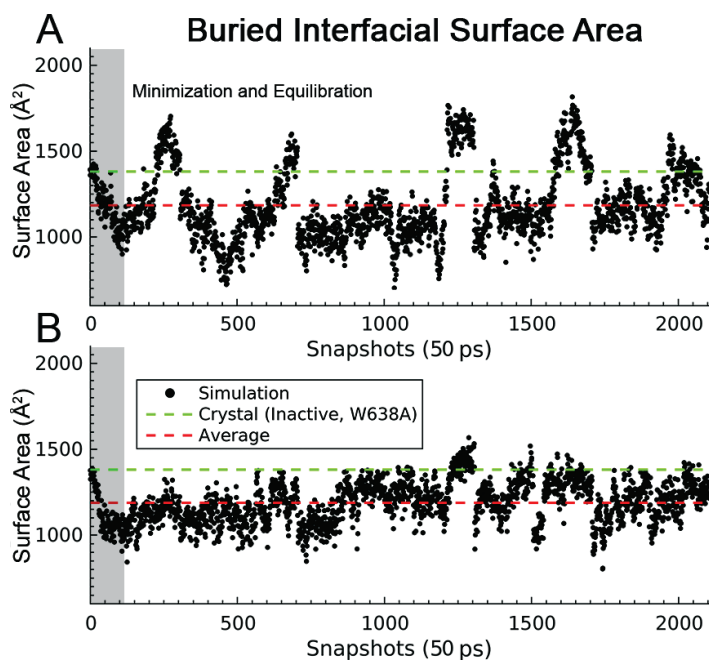 A
Buried Interfacial Surface Area
Minimization and Equilibration
Surface Area (Å²)
2000
1500
1000
0
500
1000
1500
2000
Snapshots (50 ps)
B
Surface Area (Å²)
2000
1500
1000
Simulation
Crystal (Inactive, W638A)
Average
0
500
1000
1500
2000
Snapshots (50 ps)